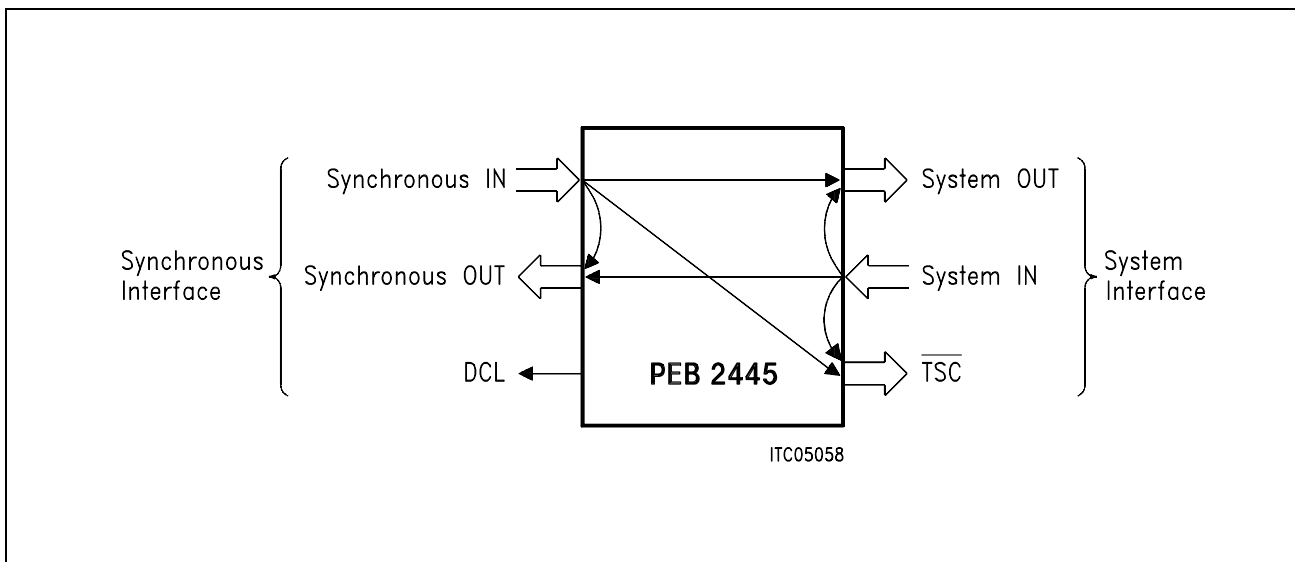 Synchronous IN
System OUT
Synchronous
Interface
Synchronous OUT
System IN
System
Interface
DCL
PEB 2445
TSC
ITC05058